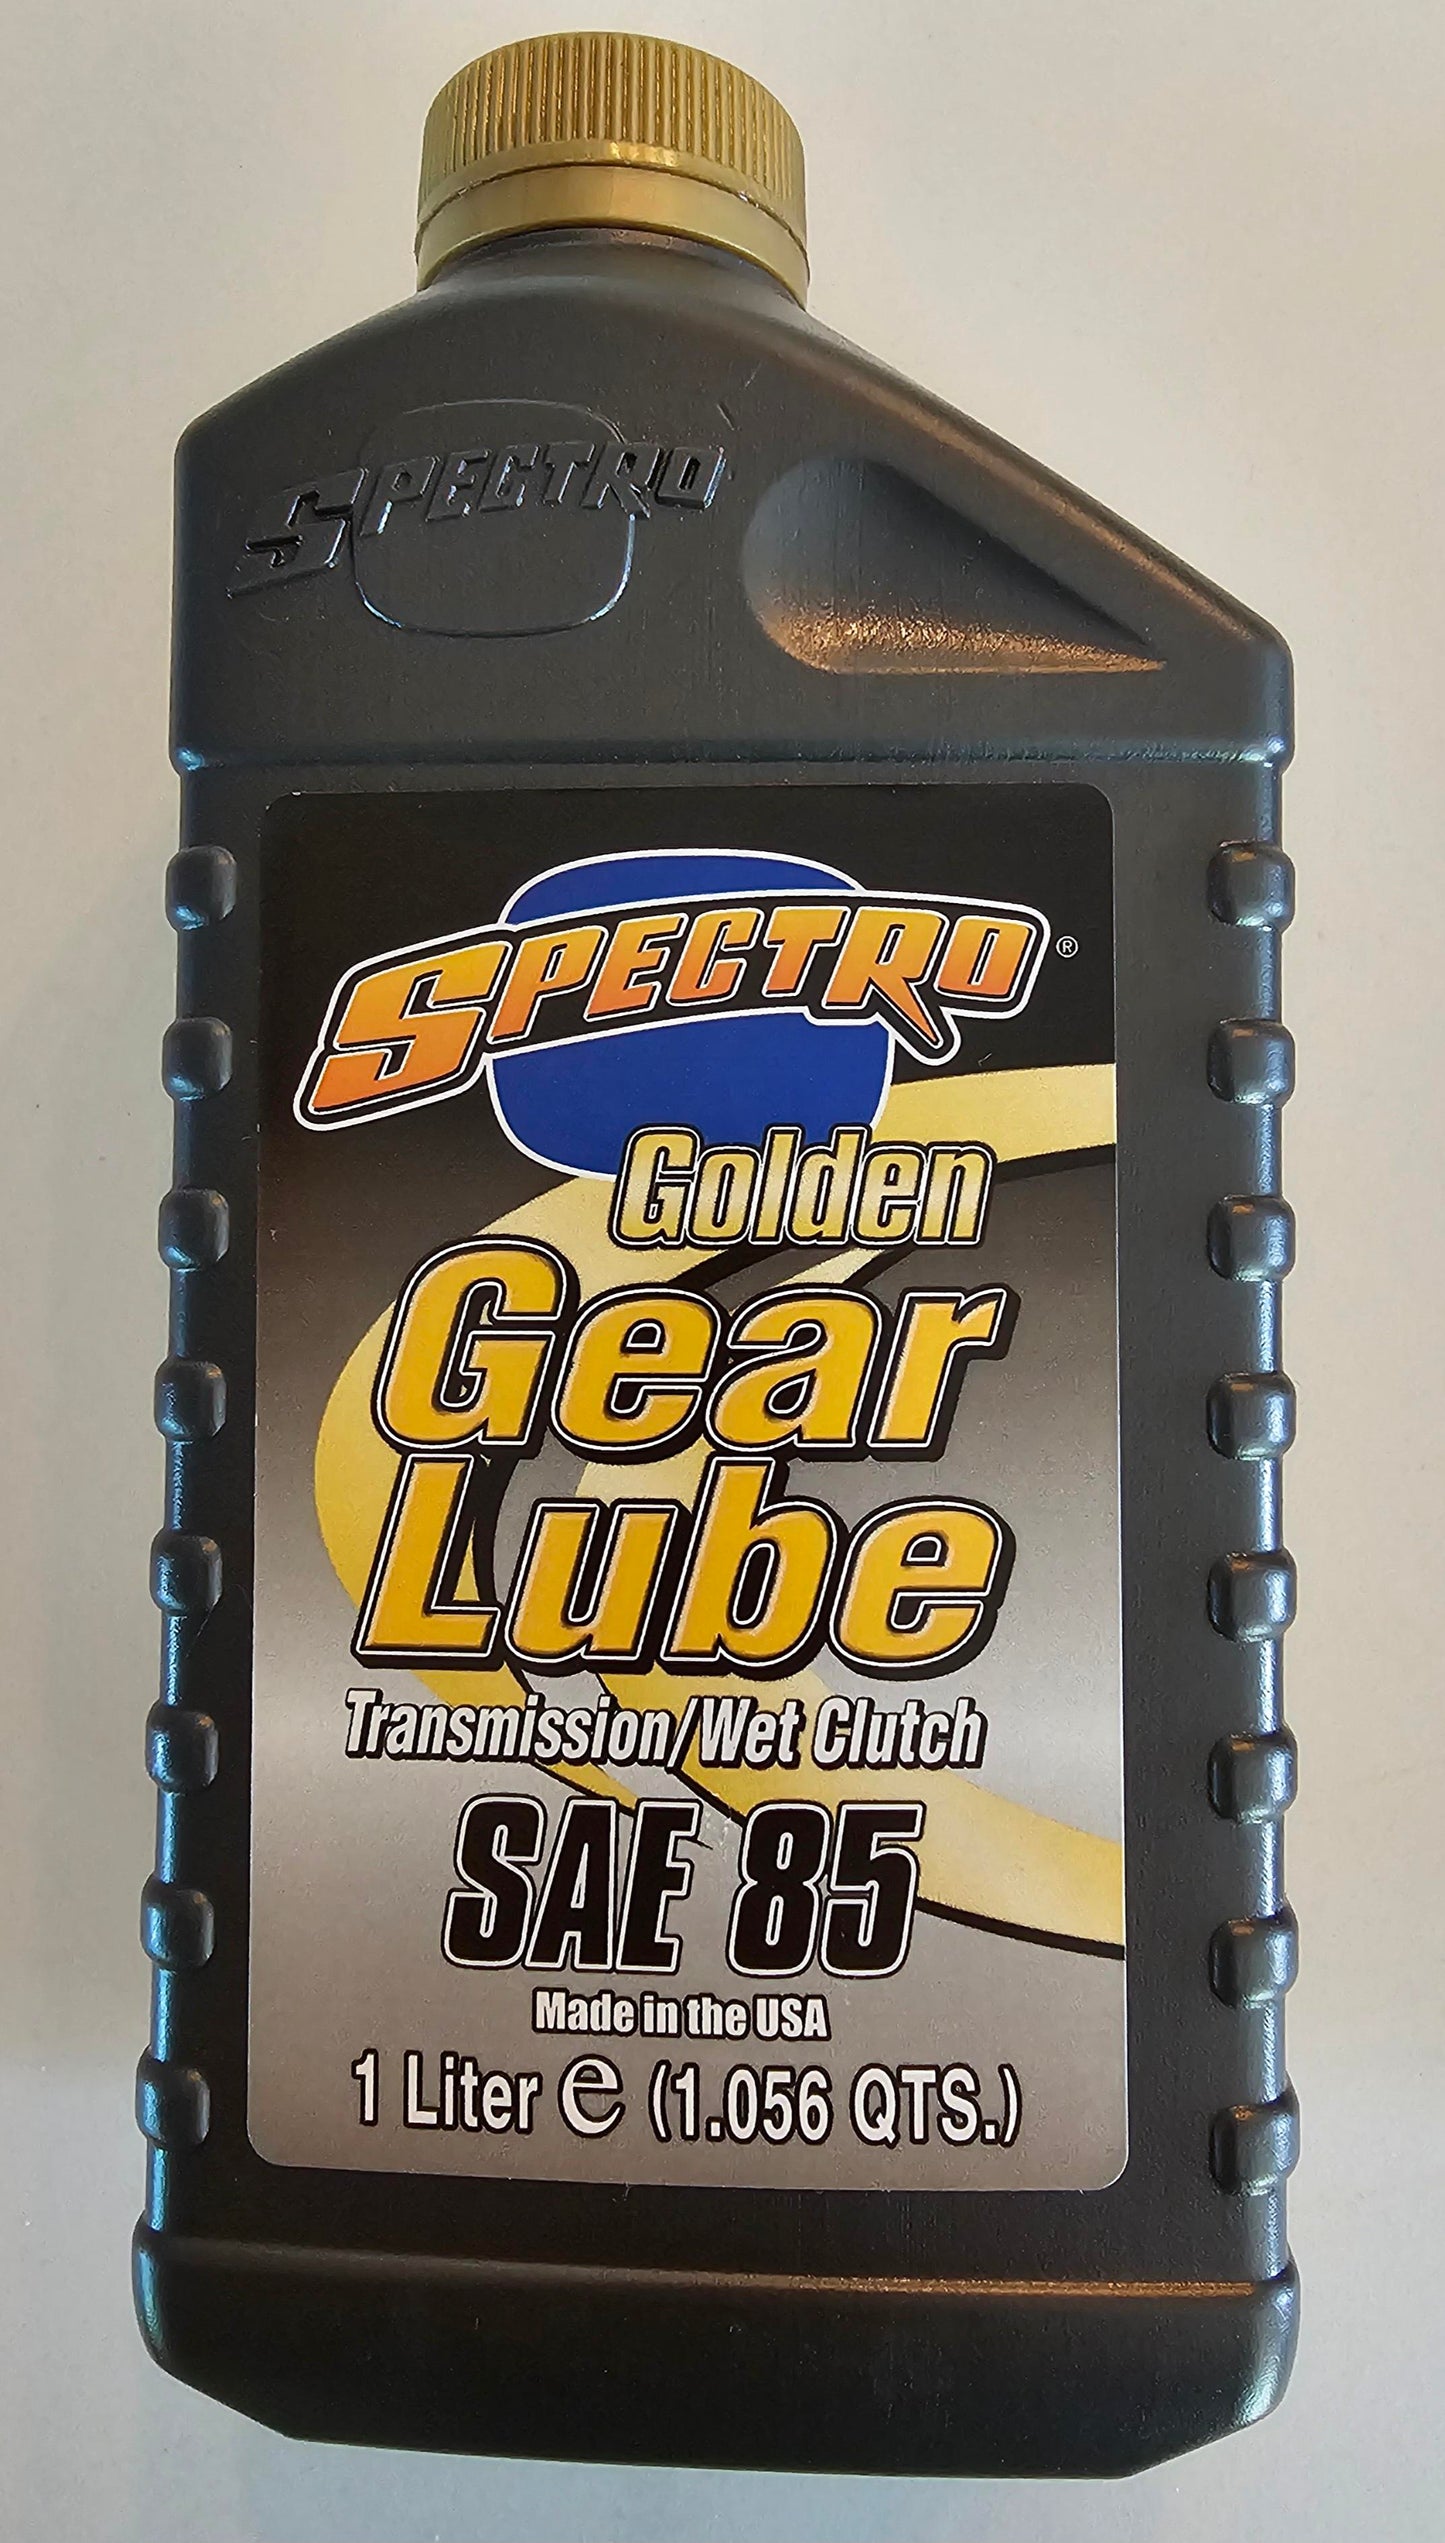 SPECTRO
SPECTRO®
Golden
Gear
Lube
Transmission/Wet Clutch
SAE 85
Made in the USA
1 Liter ℮ (1.056 QTS.)